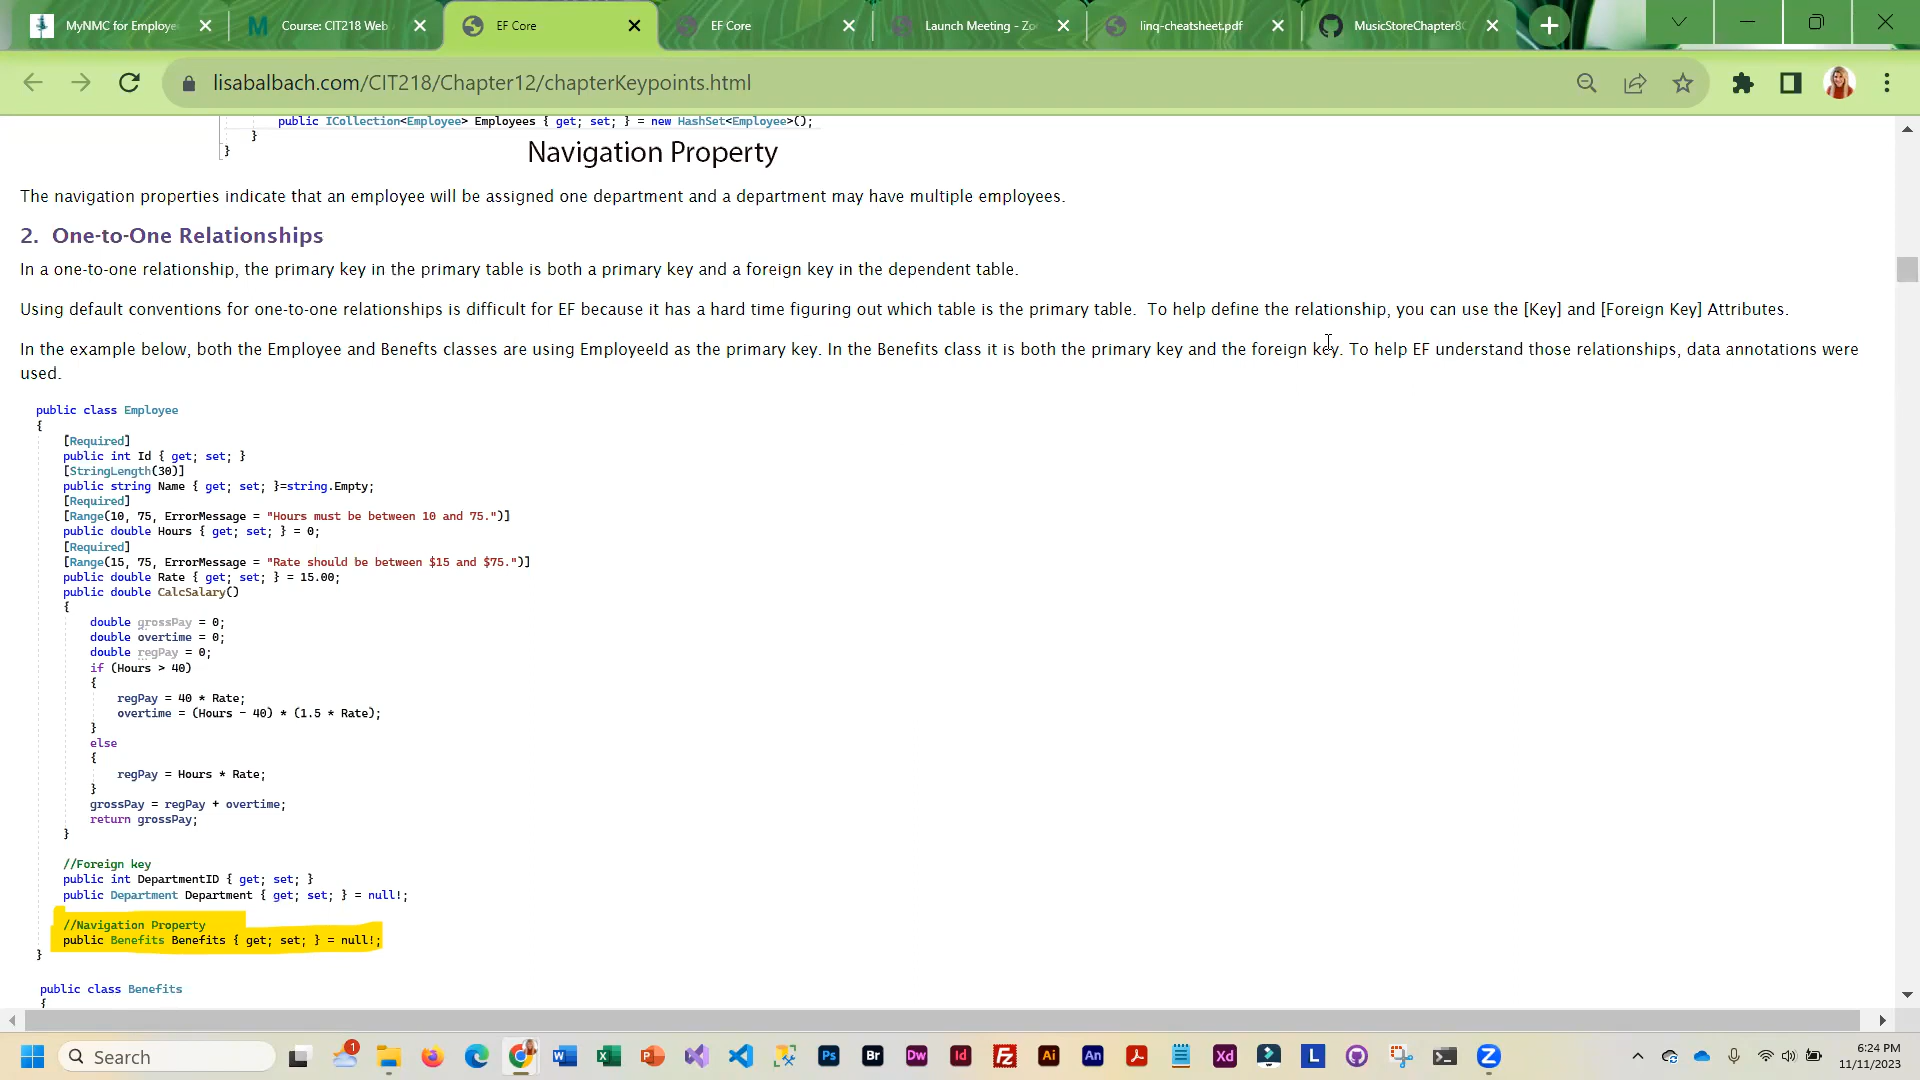 MyNMC for Employe
Course: CIT218 Web
EF Core
EF Core
Launch Meeting - Zo
linq-cheatsheet.pdf
MusicStoreChapter8
lisabalbach.com/CIT218/Chapter12/chapterKeypoints.html
public ICollection<Employee> Employees { get; set; } = new HashSet<Employee>();
}
}
Navigation Property
The navigation properties indicate that an employee will be assigned one department and a department may have multiple employees.
2. One-to-One Relationships
In a one-to-one relationship, the primary key in the primary table is both a primary key and a foreign key in the dependent table.
Using default conventions for one-to-one relationships is difficult for EF because it has a hard time figuring out which table is the primary table. To help define the relationship, you can use the [Key] and [Foreign Key] Attributes.
In the example below, both the Employee and Benefts classes are using EmployeeId as the primary key. In the Benefits class it is both the primary key and the foreign key. To help EF understand those relationships, data annotations were
used.
public class Employee
{
[Required]
public int Id { get; set; }
[StringLength(30)]
public string Name { get; set; }=string.Empty;
[Required]
[Range(10, 75, ErrorMessage = "Hours must be between 10 and 75.")]
public double Hours { get; set; } = 0;
[Required]
[Range(15, 75, ErrorMessage = "Rate should be between $15 and $75.")]
public double Rate { get; set; } = 15.00;
public double CalcSalary()
{
double grossPay = 0;
double overtime = 0;
double regPay = 0;
if (Hours > 40)
{
regPay = 40 * Rate;
overtime = (Hours - 40) * (1.5 * Rate);
}
else
{
regPay = Hours * Rate;
}
grossPay = regPay + overtime;
return grossPay;
}
//Foreign key
public int DepartmentID { get; set; }
public Department Department { get; set; } = null!;
//Navigation Property
public Benefits Benefits { get; set; } = null!;
}
public class Benefits
{
Search
1
Ps
Br
Dw
Id
Fz
Ai
An
Xd
L
6:24 PM
11/11/2023